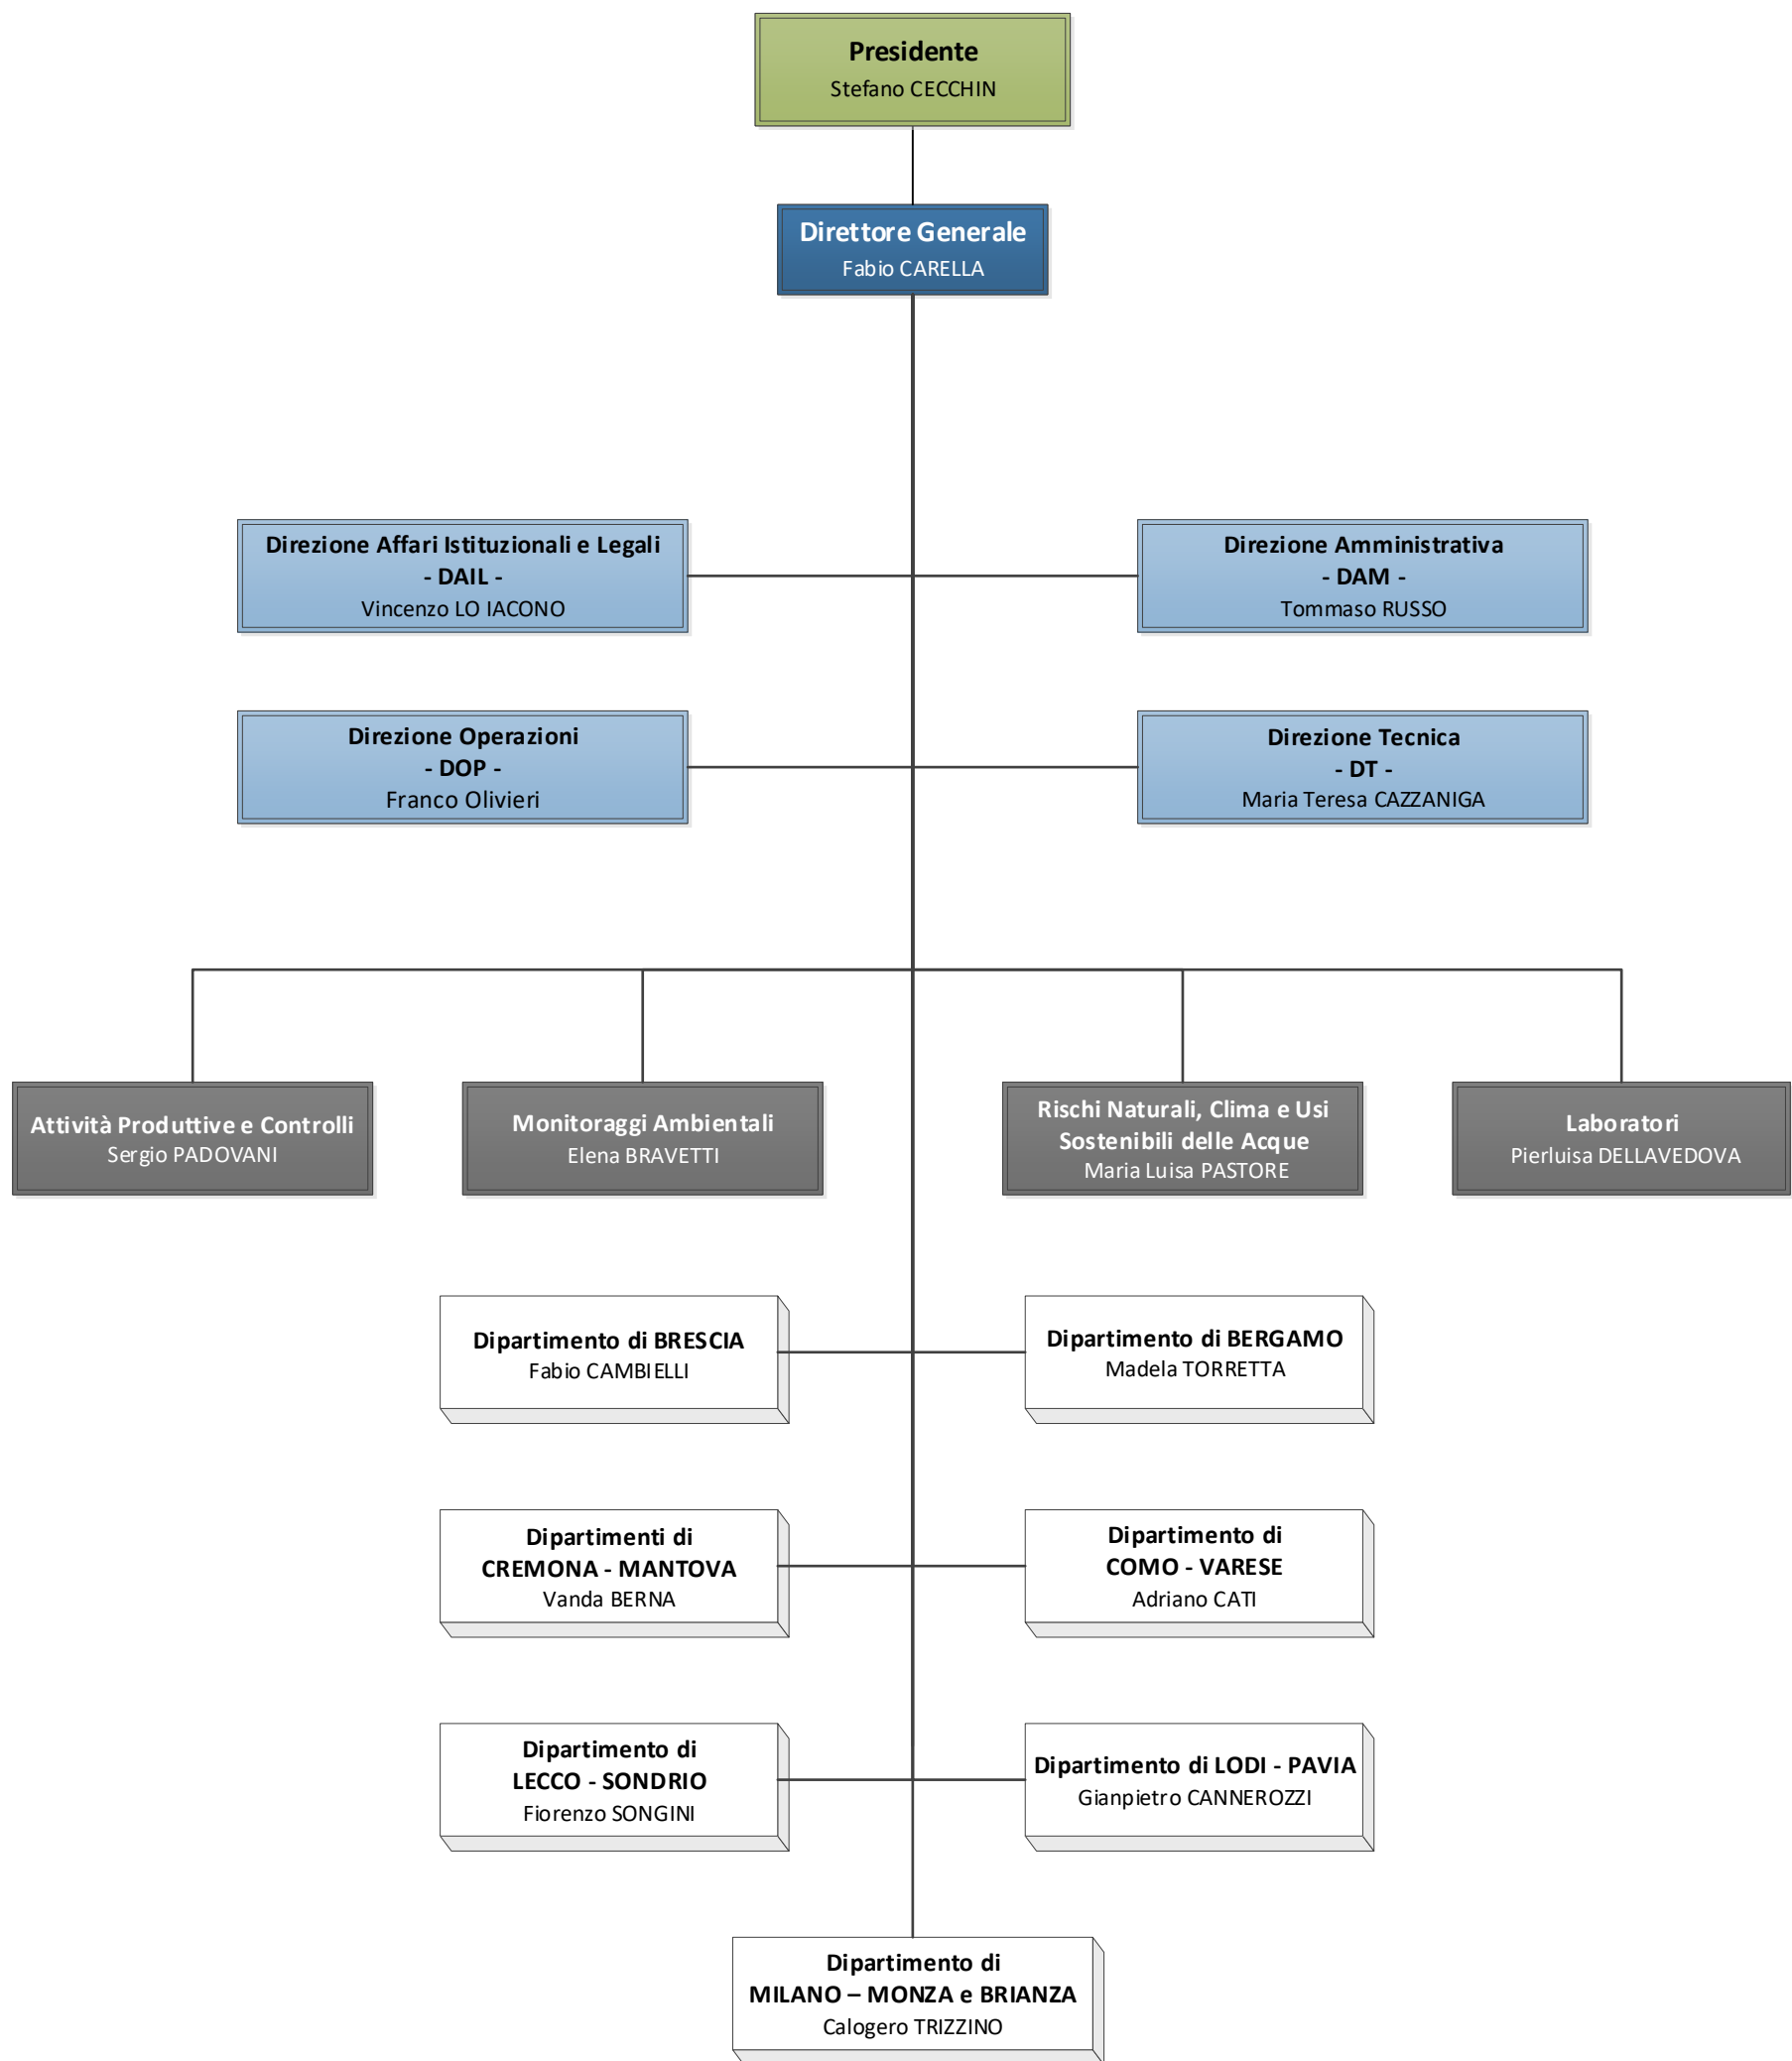 Presidente
Stefano CECCHIN
Direttore Generale
Fabio CARELLA
Direzione Affari Istituzionali e Legali
- DAIL -
Vincenzo LO IACONO
Direzione Amministrativa
- DAM -
Tommaso RUSSO
Direzione Operazioni
- DOP -
Franco Olivieri
Direzione Tecnica
- DT -
Maria Teresa CAZZANIGA
Attività Produttive e Controlli
Sergio PADOVANI
Monitoraggi Ambientali
Elena BRAVETTI
Rischi Naturali, Clima e Usi
Sostenibili delle Acque
Maria Luisa PASTORE
Laboratori
Pierluisa DELLAVEDOVA
Dipartimento di BRESCIA
Fabio CAMBIELLI
Dipartimento di BERGAMO
Madela TORRETTA
Dipartimenti di
CREMONA - MANTOVA
Vanda BERNA
Dipartimento di
COMO - VARESE
Adriano CATI
Dipartimento di
LECCO - SONDRIO
Fiorenzo SONGINI
Dipartimento di LODI - PAVIA
Gianpietro CANNEROZZI
Dipartimento di
MILANO – MONZA e BRIANZA
Calogero TRIZZINO